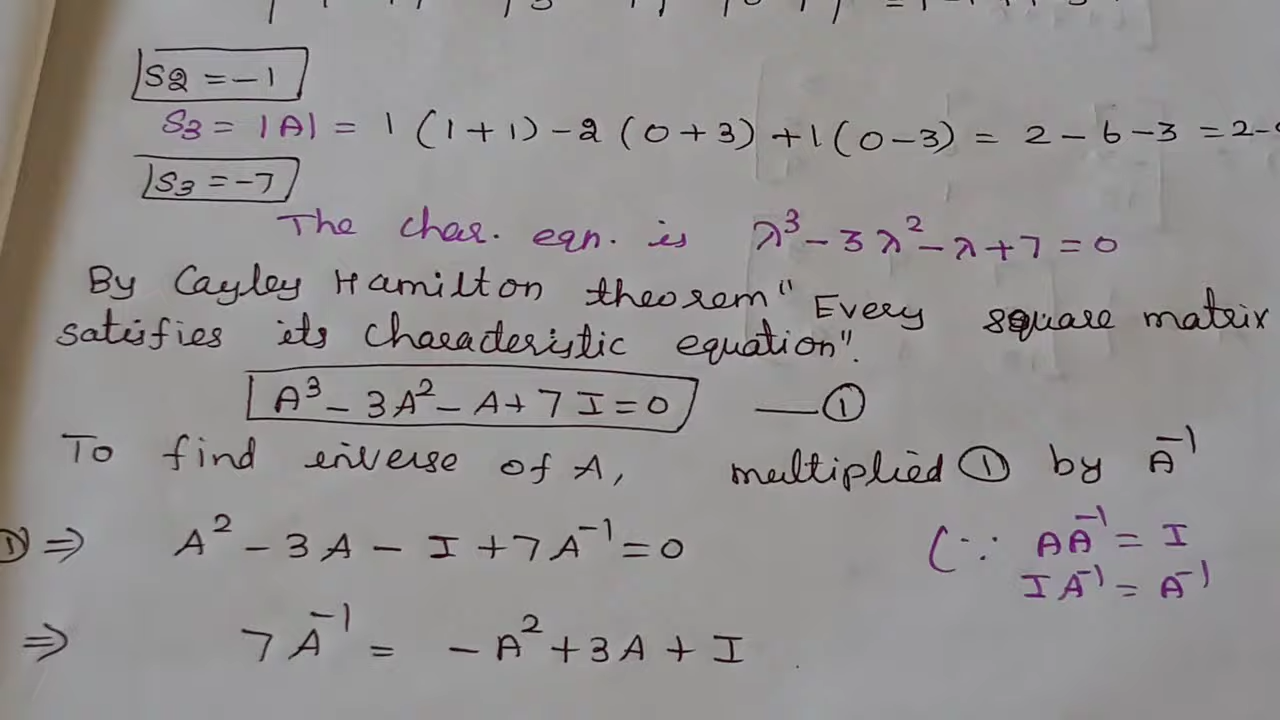 S2 = -1
S3 = |A| = 1 (1+1) - 2 (0+3) + 1 (0-3) = 2 - 6 - 3 = 2-
S3 = -7
The char. eqn. is λ³ - 3λ² - λ + 7 = 0
By Cayley Hamilton theorem " Every square matrix
satisfies its characteristic equation".
A³ - 3A² - A + 7I = 0 — ①
To find inverse of A, multiplied ① by A⁻¹
① ⇒ A² - 3A - I + 7A⁻¹ = 0 (∵ AA⁻¹ = I
IA⁻¹ = A⁻¹
⇒ 7A⁻¹ = -A² + 3A + I